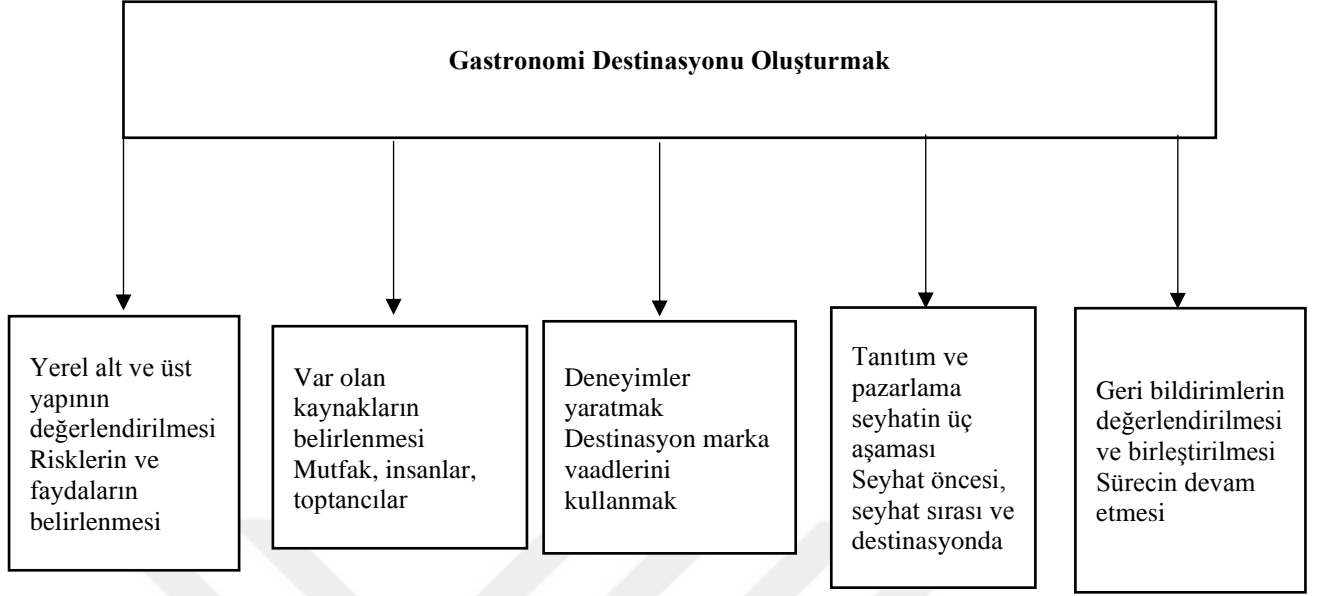 Gastronomi Destinasyonu Oluşturmak
Yerel alt ve üst
yapının
değerlendirilmesi
Risklerin ve
faydaların
belirlenmesi
Var olan
kaynakların
belirlenmesi
Mutfak, insanlar,
toptancılar
Deneyimler
yaratmak
Destinasyon marka
vaadlerini
kullanmak
Tanıtım ve
pazarlama
seyhatin üç
aşaması
Seyhat öncesi,
seyhat sırası ve
destinasyonda
Geri bildirimlerin
değerlendirilmesi
ve birleştirilmesi
Sürecin devam
etmesi